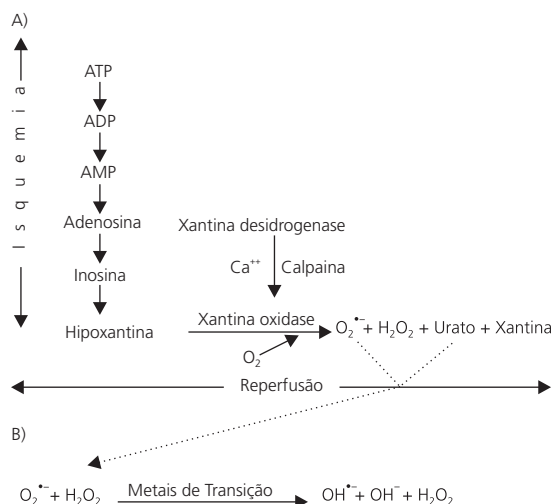 A)
Isquemia
ATP
ADP
AMP
Adenosina
Xantina desidrogenase
Ca⁺⁺ Calpaina
Inosina
Hipoxantina
Xantina oxidase
O₂
O₂•⁻ + H₂O₂ + Urato + Xantina
Reperfusão
B)
O₂•⁻ + H₂O₂ Metais de Transição OH•⁻ + OH⁻ + H₂O₂